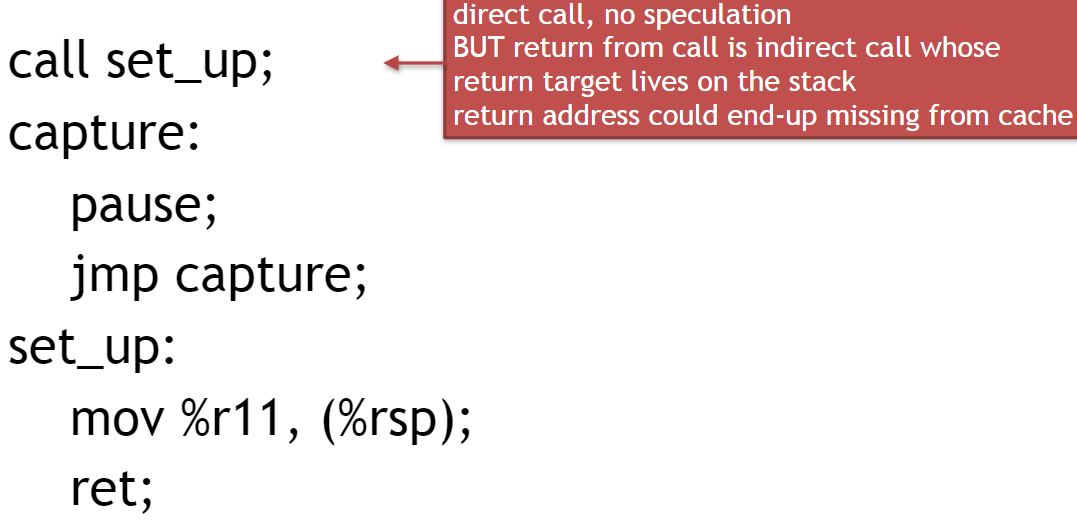 direct call, no speculation
BUT return from call is indirect call whose
return target lives on the stack
return address could end-up missing from cache
call set_up;
capture:
pause;
jmp capture;
set_up:
mov %r11, (%rsp);
ret;